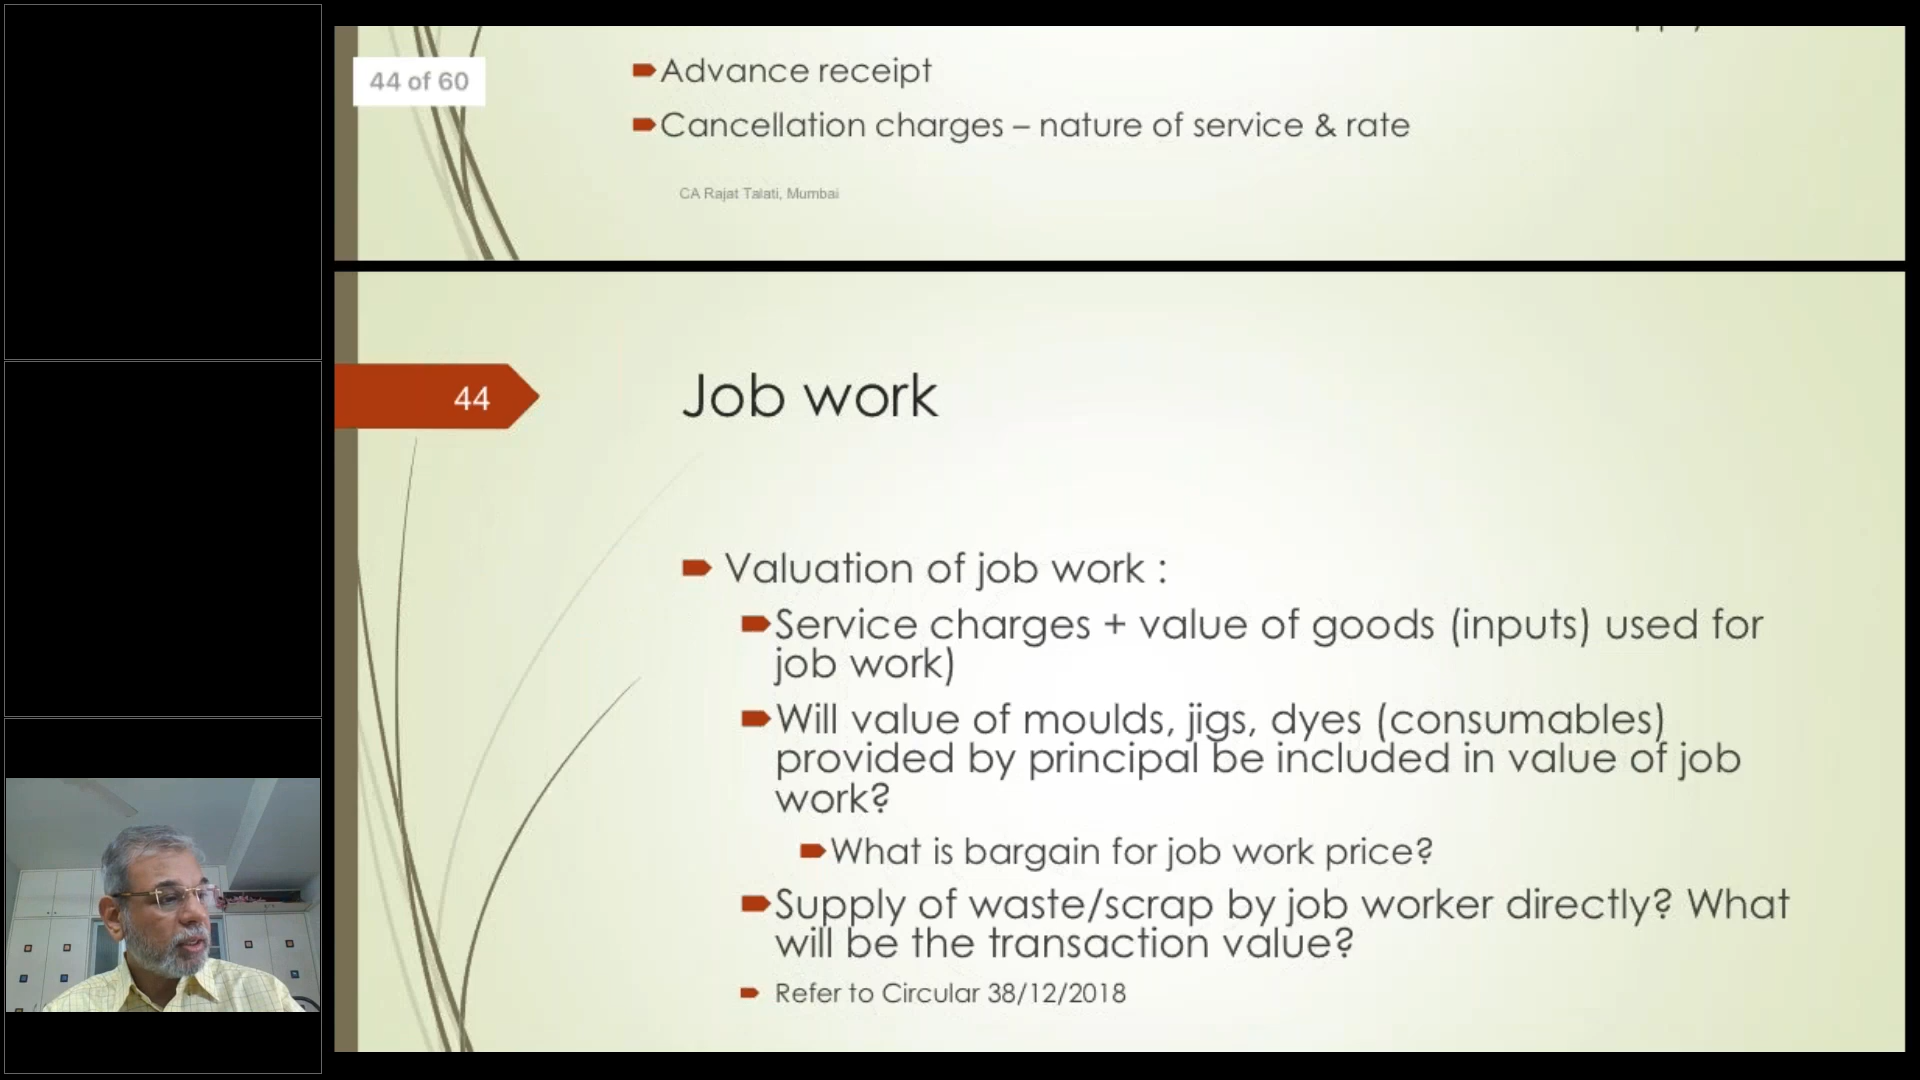 44 of 60
Advance receipt
Cancellation charges – nature of service & rate
CA Rajat Talati, Mumbai
44
Job work
Valuation of job work :
Service charges + value of goods (inputs) used for
job work)
Will value of moulds, jigs, dyes (consumables)
provided by principal be included in value of job
work?
What is bargain for job work price?
Supply of waste/scrap by job worker directly? What
will be the transaction value?
Refer to Circular 38/12/2018